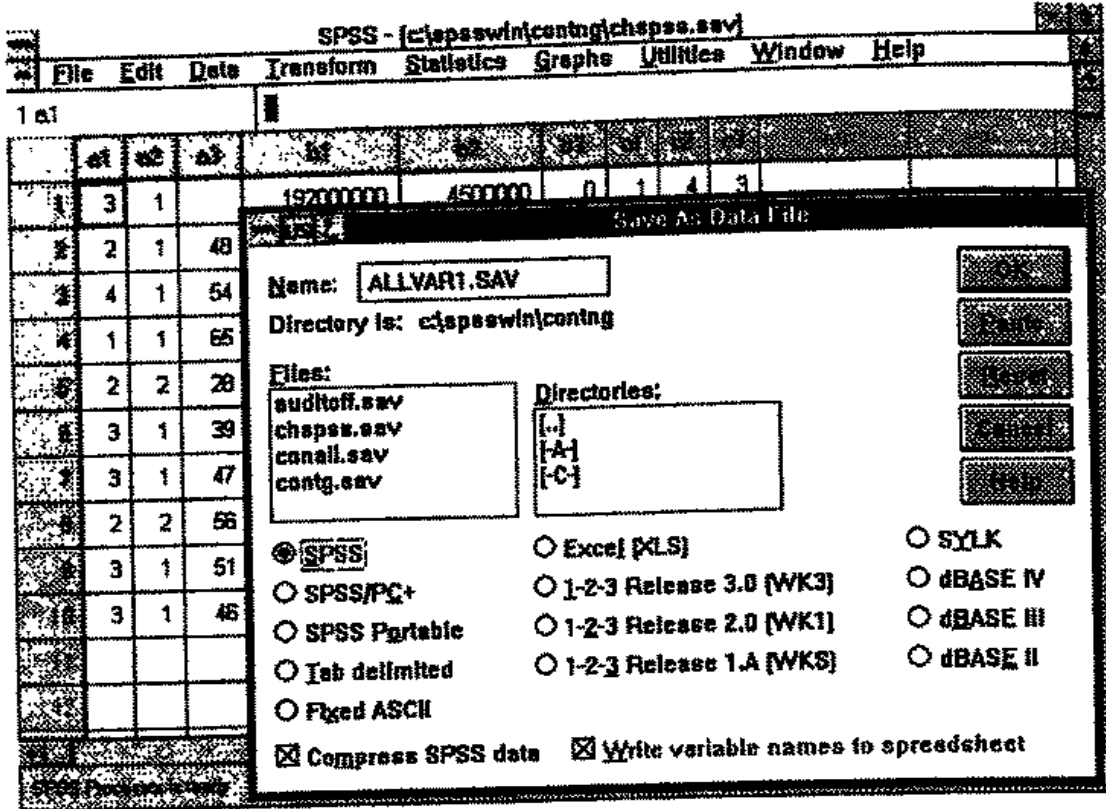 SPSS - [c:\spsswin\contng\chspss.sav]
File Edit Data Transform Statistics Graphs Utilities Window Help
1 a1
a1 a2 a3 b1
1 3 1 192000000 4500000 0 1 4 3
Save As Data File
2 1 48
Name: ALLVAR1.SAV
OK
3 4 1 54
Directory is: c:\spsswin\contng
Paste
4 1 1 65
Files:
Directories:
Reset
2 2 28
auditoff.sav
[..]
3 1 39
chspss.sav
[-A-]
Cancel
conall.sav
[-C-]
3 1 47
contg.sav
Help
2 2 56
SPSS
Excel [XLS]
SYLK
3 1 51
SPSS/PC+
1-2-3 Release 3.0 [WK3]
dBASE IV
10 3 1 46
SPSS Portable
1-2-3 Release 2.0 [WK1]
dBASE III
Tab delimited
1-2-3 Release 1.A [WKS]
dBASE II
Fixed ASCII
Compress SPSS data
Write variable names to spreadsheet